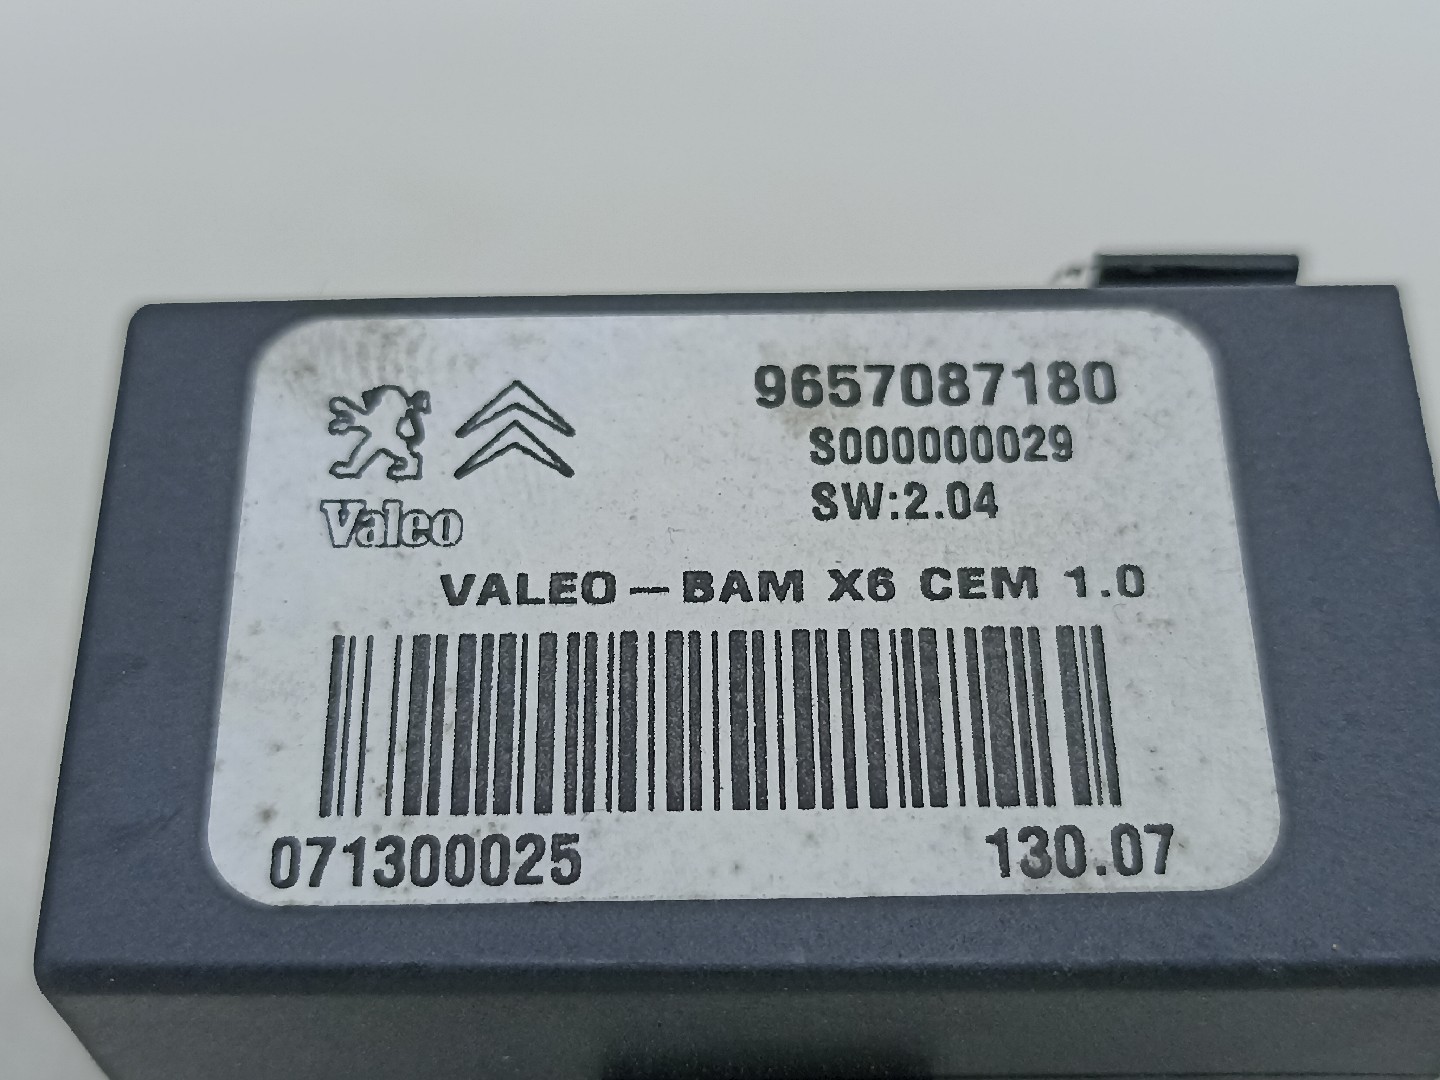 9657087180
S000000029
SW:2.04
Valeo
VALEO-BAM X6 CEM 1.0
071300025 130.07